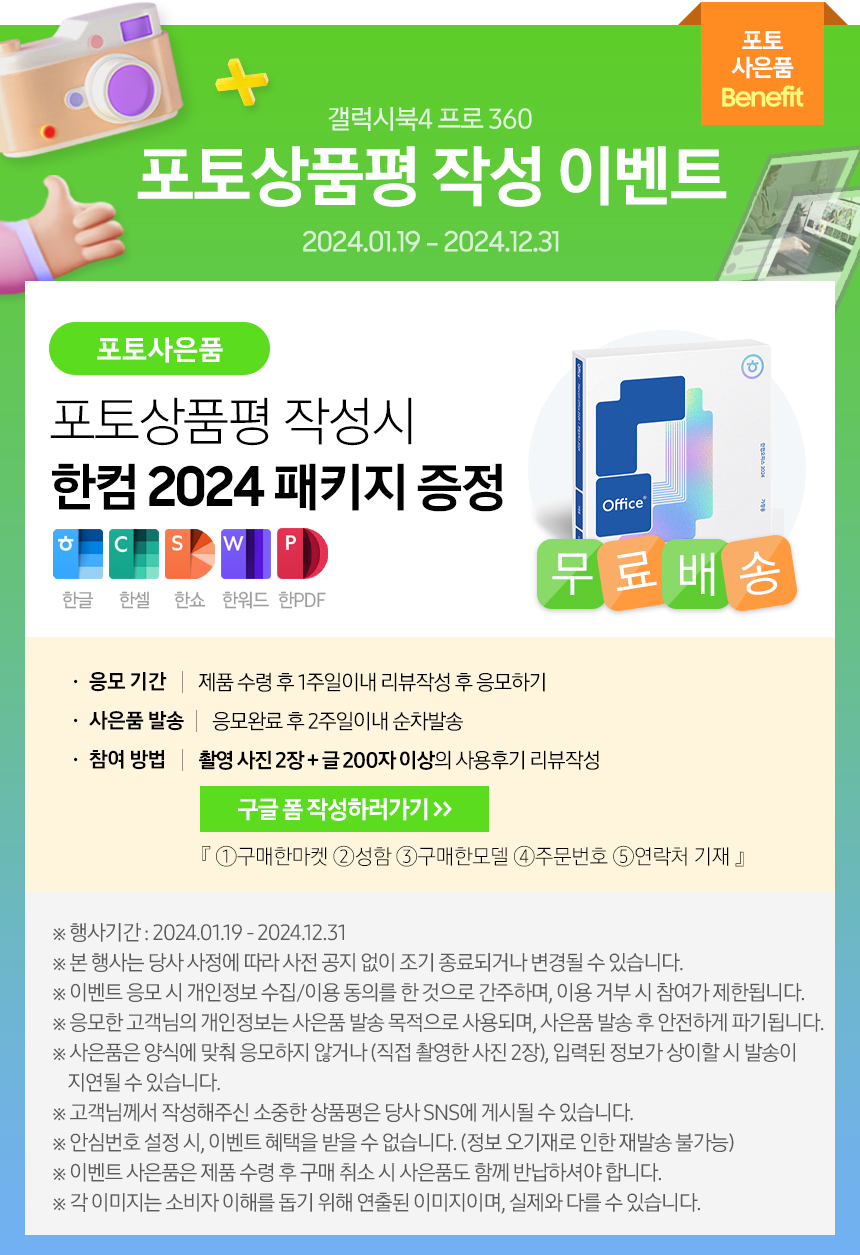 포토
사은품
Benefit
갤럭시북4 프로 360
포토상품평 작성 이벤트
2024.01.19 - 2024.12.31
포토사은품
포토상품평 작성시
한컴 2024 패키지 증정
ㅎ C S W P
한글 한셀 한쇼 한워드 한PDF
Office
Office
무료배송
· 응모 기간 | 제품 수령 후 1주일이내 리뷰작성 후 응모하기
· 사은품 발송 | 응모완료 후 2주일이내 순차발송
· 참여 방법 | 촬영 사진 2장 + 글 200자 이상의 사용후기 리뷰작성
구글 폼 작성하러가기 >>
『 ①구매한마켓 ②성함 ③구매한모델 ④주문번호 ⑤연락처 기재 』
※ 행사기간 : 2024.01.19 - 2024.12.31
※ 본 행사는 당사 사정에 따라 사전 공지 없이 조기 종료되거나 변경될 수 있습니다.
※ 이벤트 응모 시 개인정보 수집/이용 동의를 한 것으로 간주하며, 이용 거부 시 참여가 제한됩니다.
※ 응모한 고객님의 개인정보는 사은품 발송 목적으로 사용되며, 사은품 발송 후 안전하게 파기됩니다.
※ 사은품은 양식에 맞춰 응모하지 않거나 (직접 촬영한 사진 2장), 입력된 정보가 상이할 시 발송이
지연될 수 있습니다.
※ 고객님께서 작성해주신 소중한 상품평은 당사 SNS에 게시될 수 있습니다.
※ 안심번호 설정 시, 이벤트 혜택을 받을 수 없습니다. (정보 오기재로 인한 재발송 불가능)
※ 이벤트 사은품은 제품 수령 후 구매 취소 시 사은품도 함께 반납하셔야 합니다.
※ 각 이미지는 소비자 이해를 돕기 위해 연출된 이미지이며, 실제와 다를 수 있습니다.